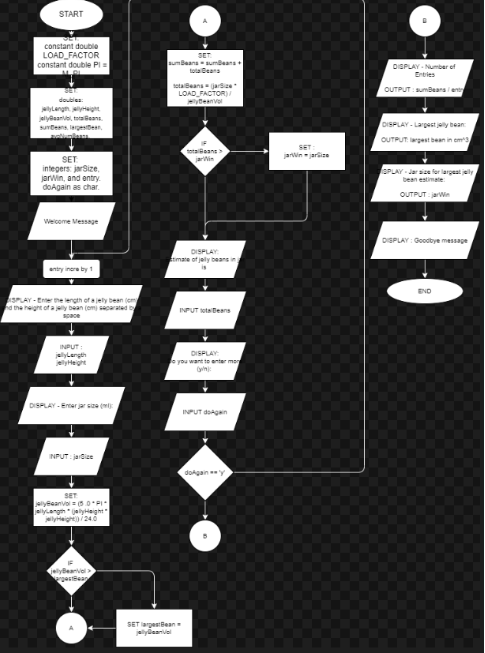 START
SET:
constant double
LOAD_FACTOR
constant double PI =
M_PI
SET:
doubles:
jellyLength, jellyHeight,
jellyBeanVol, totalBeans,
sumBeans, largestBean,
avgNumBeans
SET:
integers: jarSize,
jarWin, and entry.
doAgain as char.
Welcome Message
entry incre by 1
DISPLAY - Enter the length of a jelly bean (cm)
and the height of a jelly bean (cm) separated by
space
INPUT :
jellyLength
jellyHeight
DISPLAY - Enter jar size (ml):
INPUT : jarSize
SET:
jellyBeanVol = (5.0 * PI *
jellyLength * (jellyHeight *
jellyHeight)) / 24.0
IF
jellyBeanVol >
largestBean
SET largestBean =
jellyBeanVol
A
A
SET:
sumBeans = sumBeans +
totalBeans
totalBeans = (jarSize *
LOAD_FACTOR) /
jellyBeanVol
IF
totalBeans >
jarWin
SET :
jarWin = jarSize
DISPLAY:
estimate of jelly beans in
is
INPUT totalBeans
DISPLAY:
you want to enter more
(y/n):
INPUT doAgain
doAgain == 'y'
B
B
DISPLAY - Number of
Entries
OUTPUT : sumBeans /
DISPLAY - Largest jelly bean:
OUTPUT: largest bean in cm^3
DISPLAY - Jar size for largest jelly
bean estimate:
OUTPUT : jarWin
DISPLAY : Goodbye message
END